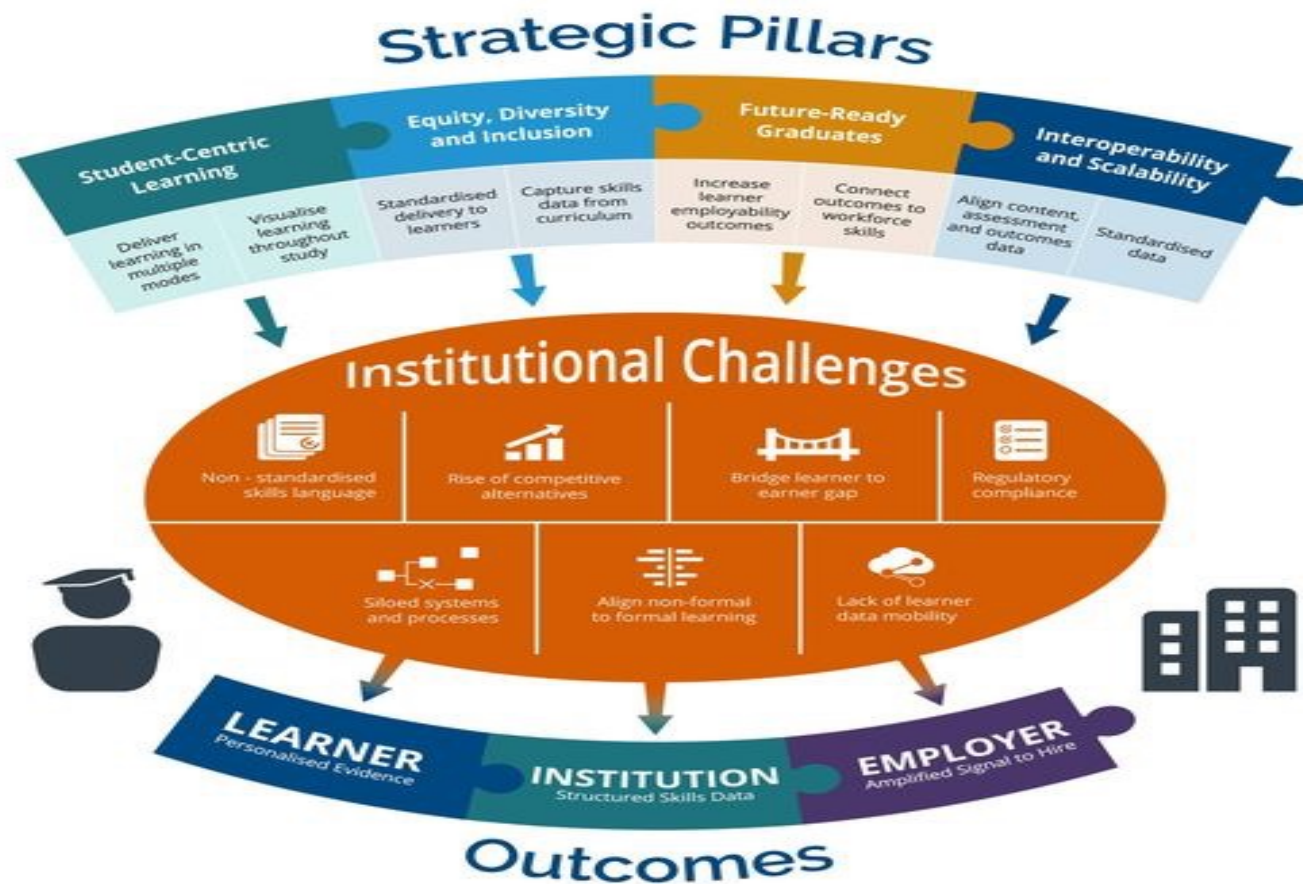 Strategic Pillars
Student-Centric
Learning
Equity, Diversity
and Inclusion
Future-Ready
Graduates
Interoperability
and Scalability
Deliver
learning in
multiple
modes
Visualise
learning
throughout
study
Standardised
delivery to
learners
Capture skills
data from
curriculum
Increase
learner
employability
outcomes
Connect
outcomes to
workforce
skills
Align content,
assessment
and outcomes
data
Standardised
data
Institutional Challenges
Non - standardised
skills language
Rise of competitive
alternatives
Bridge learner to
earner gap
Regulatory
compliance
Siloed systems
and processes
Align non-formal
to formal learning
Lack of learner
data mobility
LEARNER
Personalised Evidence
INSTITUTION
Structured Skills Data
EMPLOYER
Amplified Signal to Hire
Outcomes